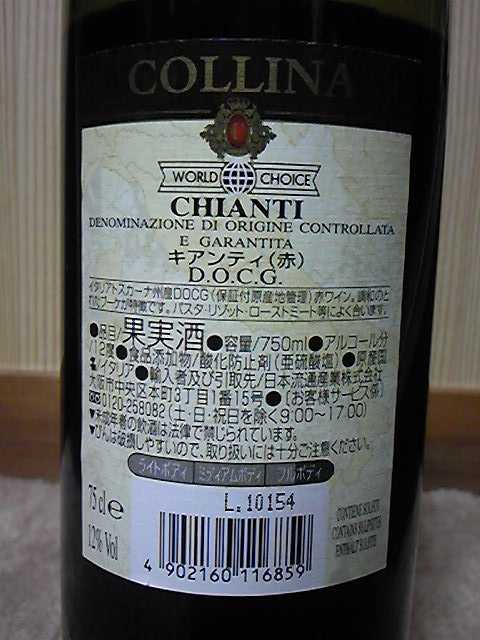 COLLINA
WORLD CHOICE
CHIANTI
DENOMINAZIONE DI ORIGINE CONTROLLATA
E GARANTITA
キアンティ(赤)
D.O.C.G.
イタリアトスカーナ州産DOCG(保証付原産地管理)赤ワイン。調和のと
れたブーケが特徴です。パスタ・リゾット・ローストミート等によく合います。
●品目/果実酒●容量/750ml●アルコール分
/12度●食品添加物/酸化防止剤(亜硫酸塩)●原産国
名/イタリア●輸入者及び引取先/日本流通産業株式会社
大阪市中央区本町3丁目1番15号●〔お客様サービス係〕
0120-258082(土・日・祝日を除く9:00~17:00)
▼未成年者の飲酒は法律で禁じられています。
▼びんは破損しやすいので、取り扱いには十分ご注意ください。
ライトボディ ミディアムボディ フルボディ
L.10154
75 cl e
12% Vol
CONTIENE SOLFITI
CONTAINS SULPHITES
ENTHÄLT SULFITE
4 902160 116859